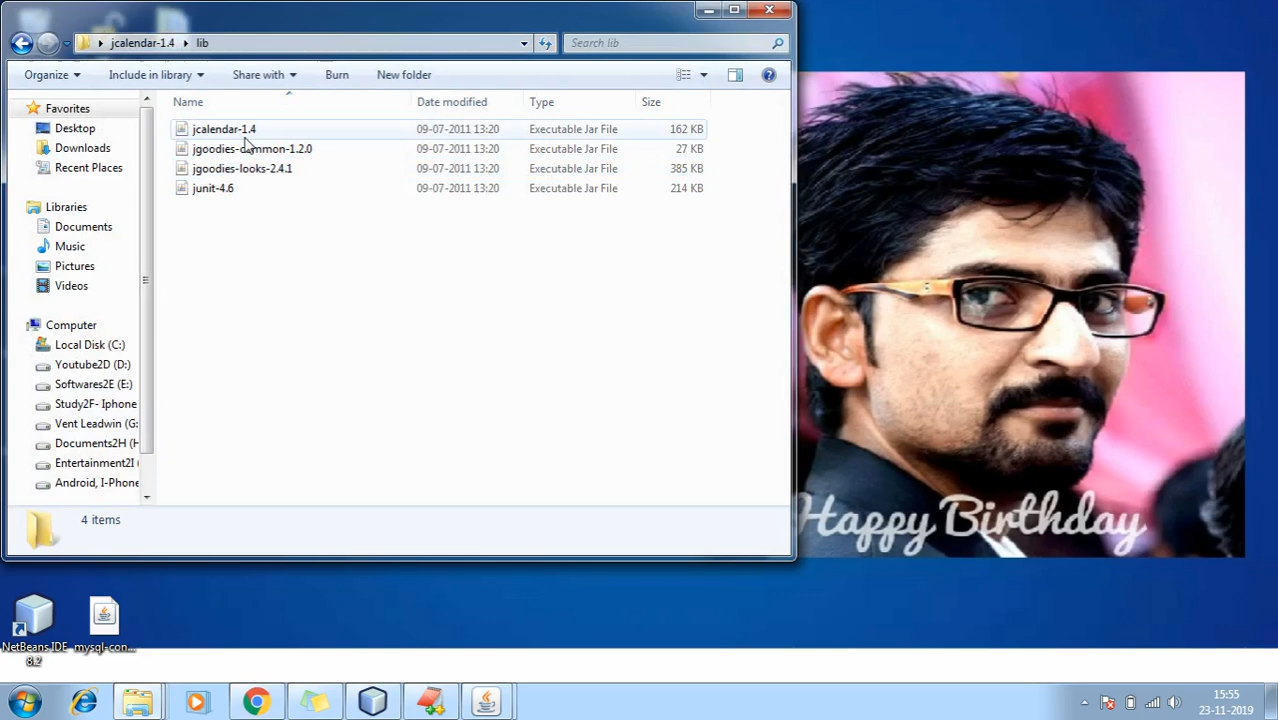 jcalendar-1.4 lib
Search lib
Organize Include in library Share with Burn New folder
Name Date modified Type Size
jcalendar-1.4 09-07-2011 13:20 Executable Jar File 162 KB
jgoodies-common-1.2.0 09-07-2011 13:20 Executable Jar File 27 KB
jgoodies-looks-2.4.1 09-07-2011 13:20 Executable Jar File 385 KB
junit-4.6 09-07-2011 13:20 Executable Jar File 214 KB
Favorites
Desktop
Downloads
Recent Places
Libraries
Documents
Music
Pictures
Videos
Computer
Local Disk (C:)
Youtube2D (D:)
Softwares2E (E:)
Study2F- Iphone
Vent Leadwin (G:
Documents2H (H
Entertainment2I (
Android, I-Phone
4 items
Happy Birthday
NetBeans IDE
8.2
mysql-con...
15:55
23-11-2019